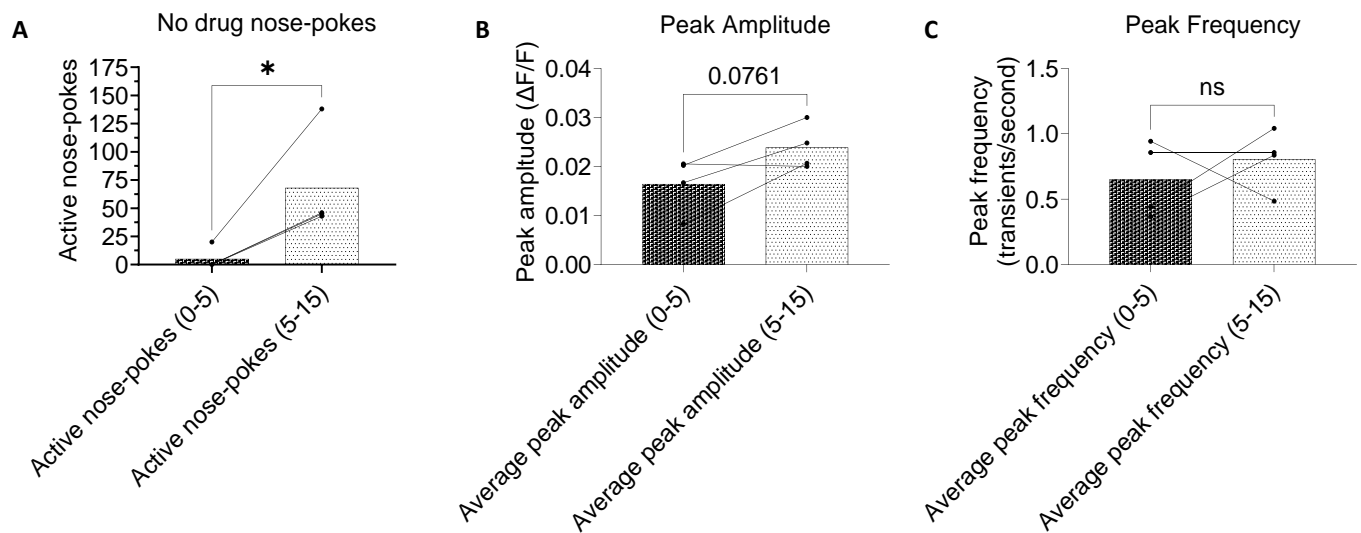 A
No drug nose-pokes
Active nose-pokes
175
150
125
100
75
50
25
0
*
Active nose-pokes (0-5)
Active nose-pokes (5-15)
B
Peak Amplitude
Peak ampltude (ΔF/F)
0.04
0.03
0.02
0.01
0.00
0.0761
Average peak amplitude (0-5)
Average peak amplitude (5-15)
C
Peak Frequency
Peak frequency
(transients/second)
1.5
1.0
0.5
0.0
ns
Average peak frequency (0-5)
Average peak frequency (5-15)